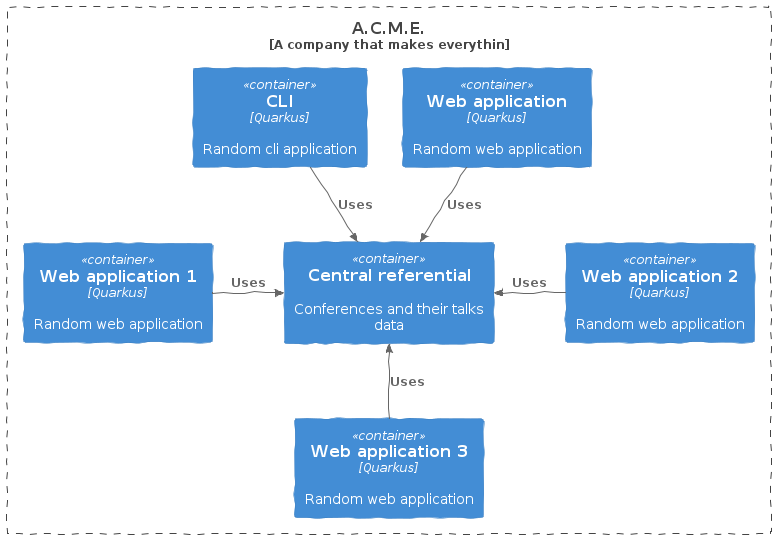 A.C.M.E.
[A company that makes everythin]
«container»
CLI
[Quarkus]
Random cli application
«container»
Web application
[Quarkus]
Random web application
Uses
Uses
«container»
Web application 1
[Quarkus]
Random web application
Uses
«container»
Central referential
Conferences and their talks
data
Uses
«container»
Web application 2
[Quarkus]
Random web application
Uses
«container»
Web application 3
[Quarkus]
Random web application